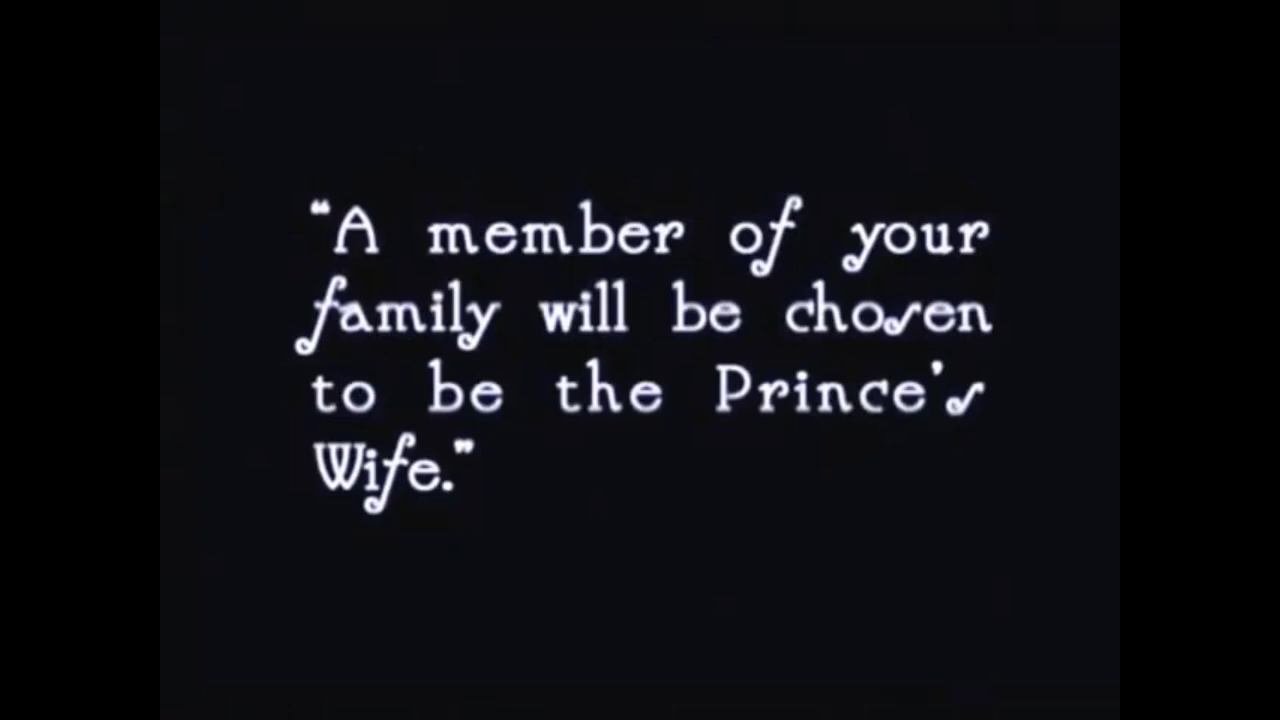 “A member of your
family will be chosen
to be the Prince’s
Wife.”